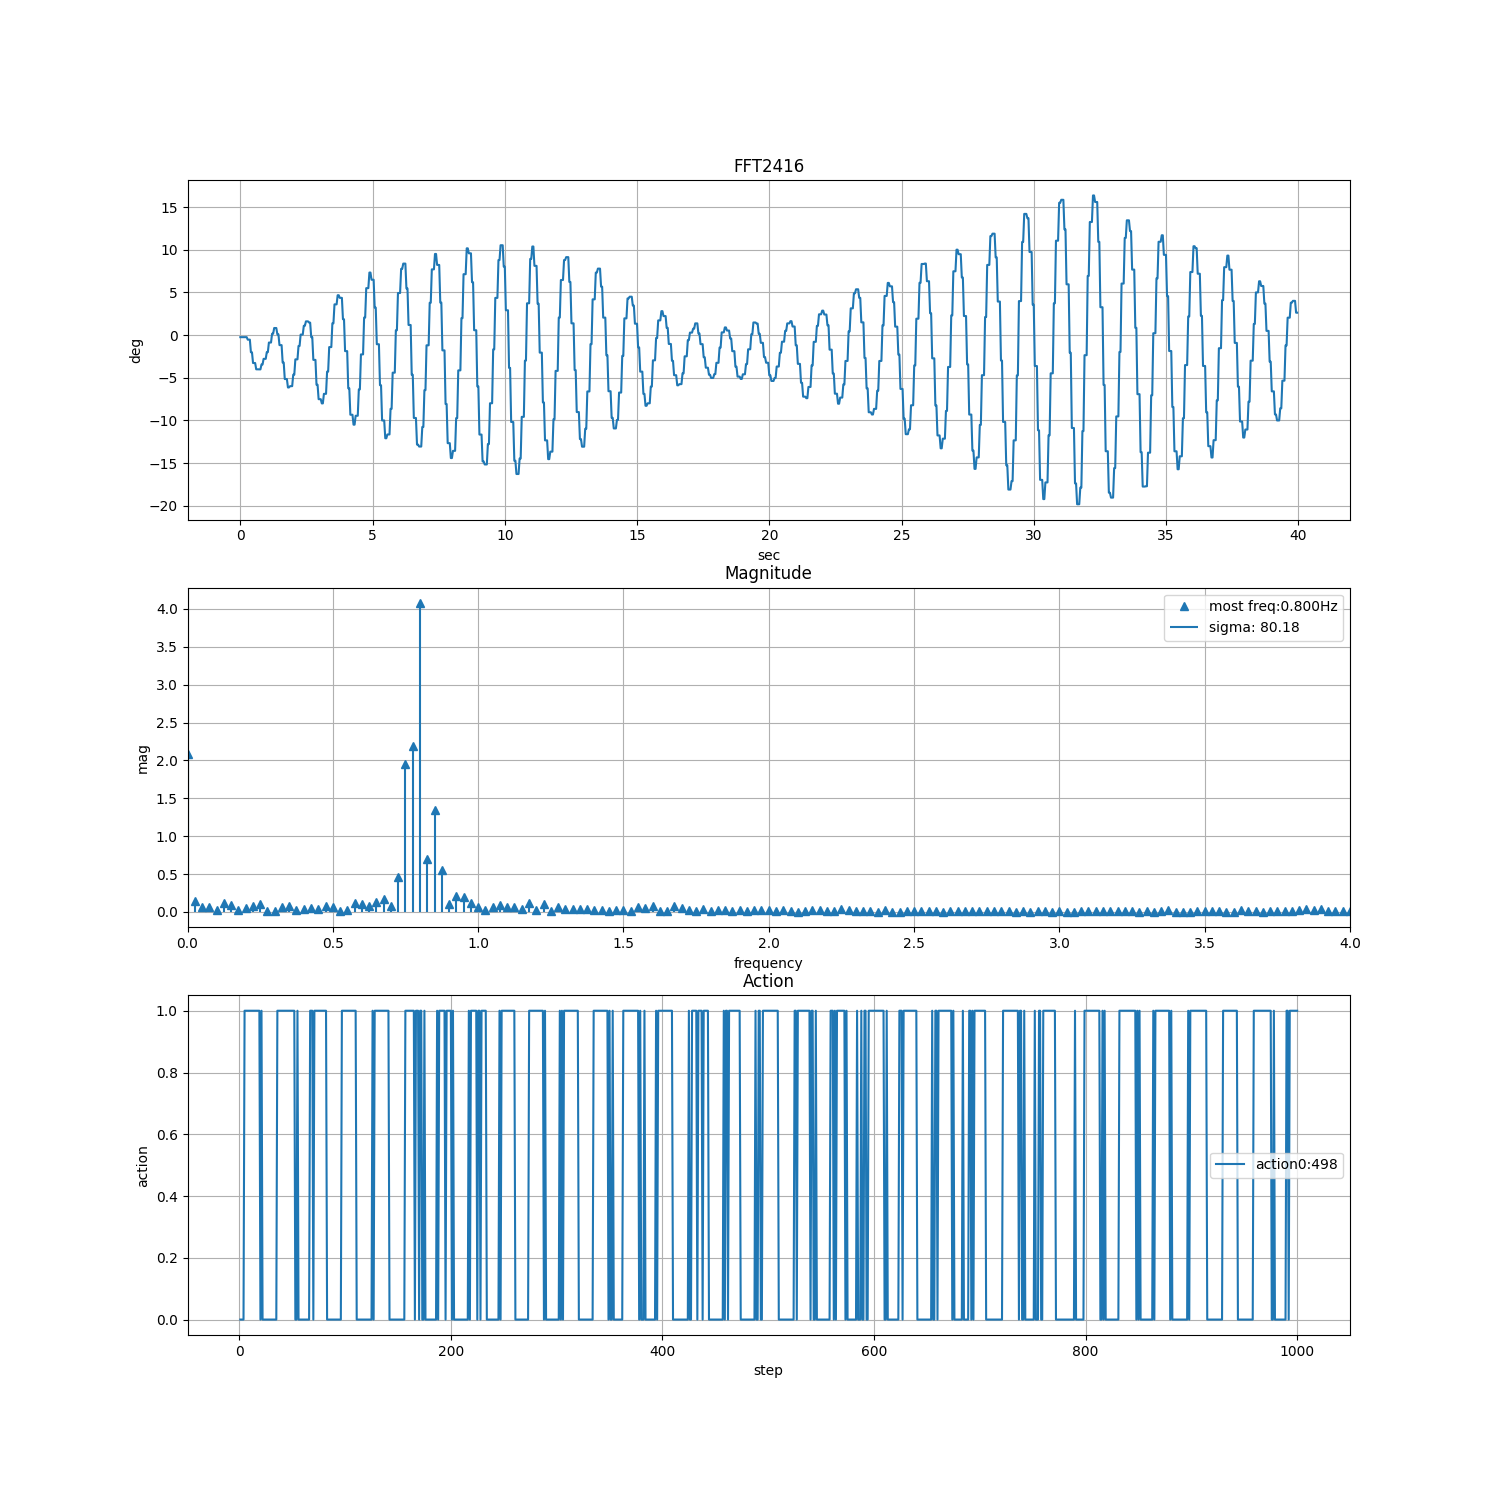 FFT2416
deg
15
10
5
0
−5
−10
−15
−20
0 5 10 15 20 25 30 35 40
sec
Magnitude
mag
4.0
3.5
3.0
2.5
2.0
1.5
1.0
0.5
0.0
most freq:0.800Hz
sigma: 80.18
0.0 0.5 1.0 1.5 2.0 2.5 3.0 3.5 4.0
frequency
Action
action
1.0
0.8
0.6
0.4
0.2
0.0
action0:498
0 200 400 600 800 1000
step